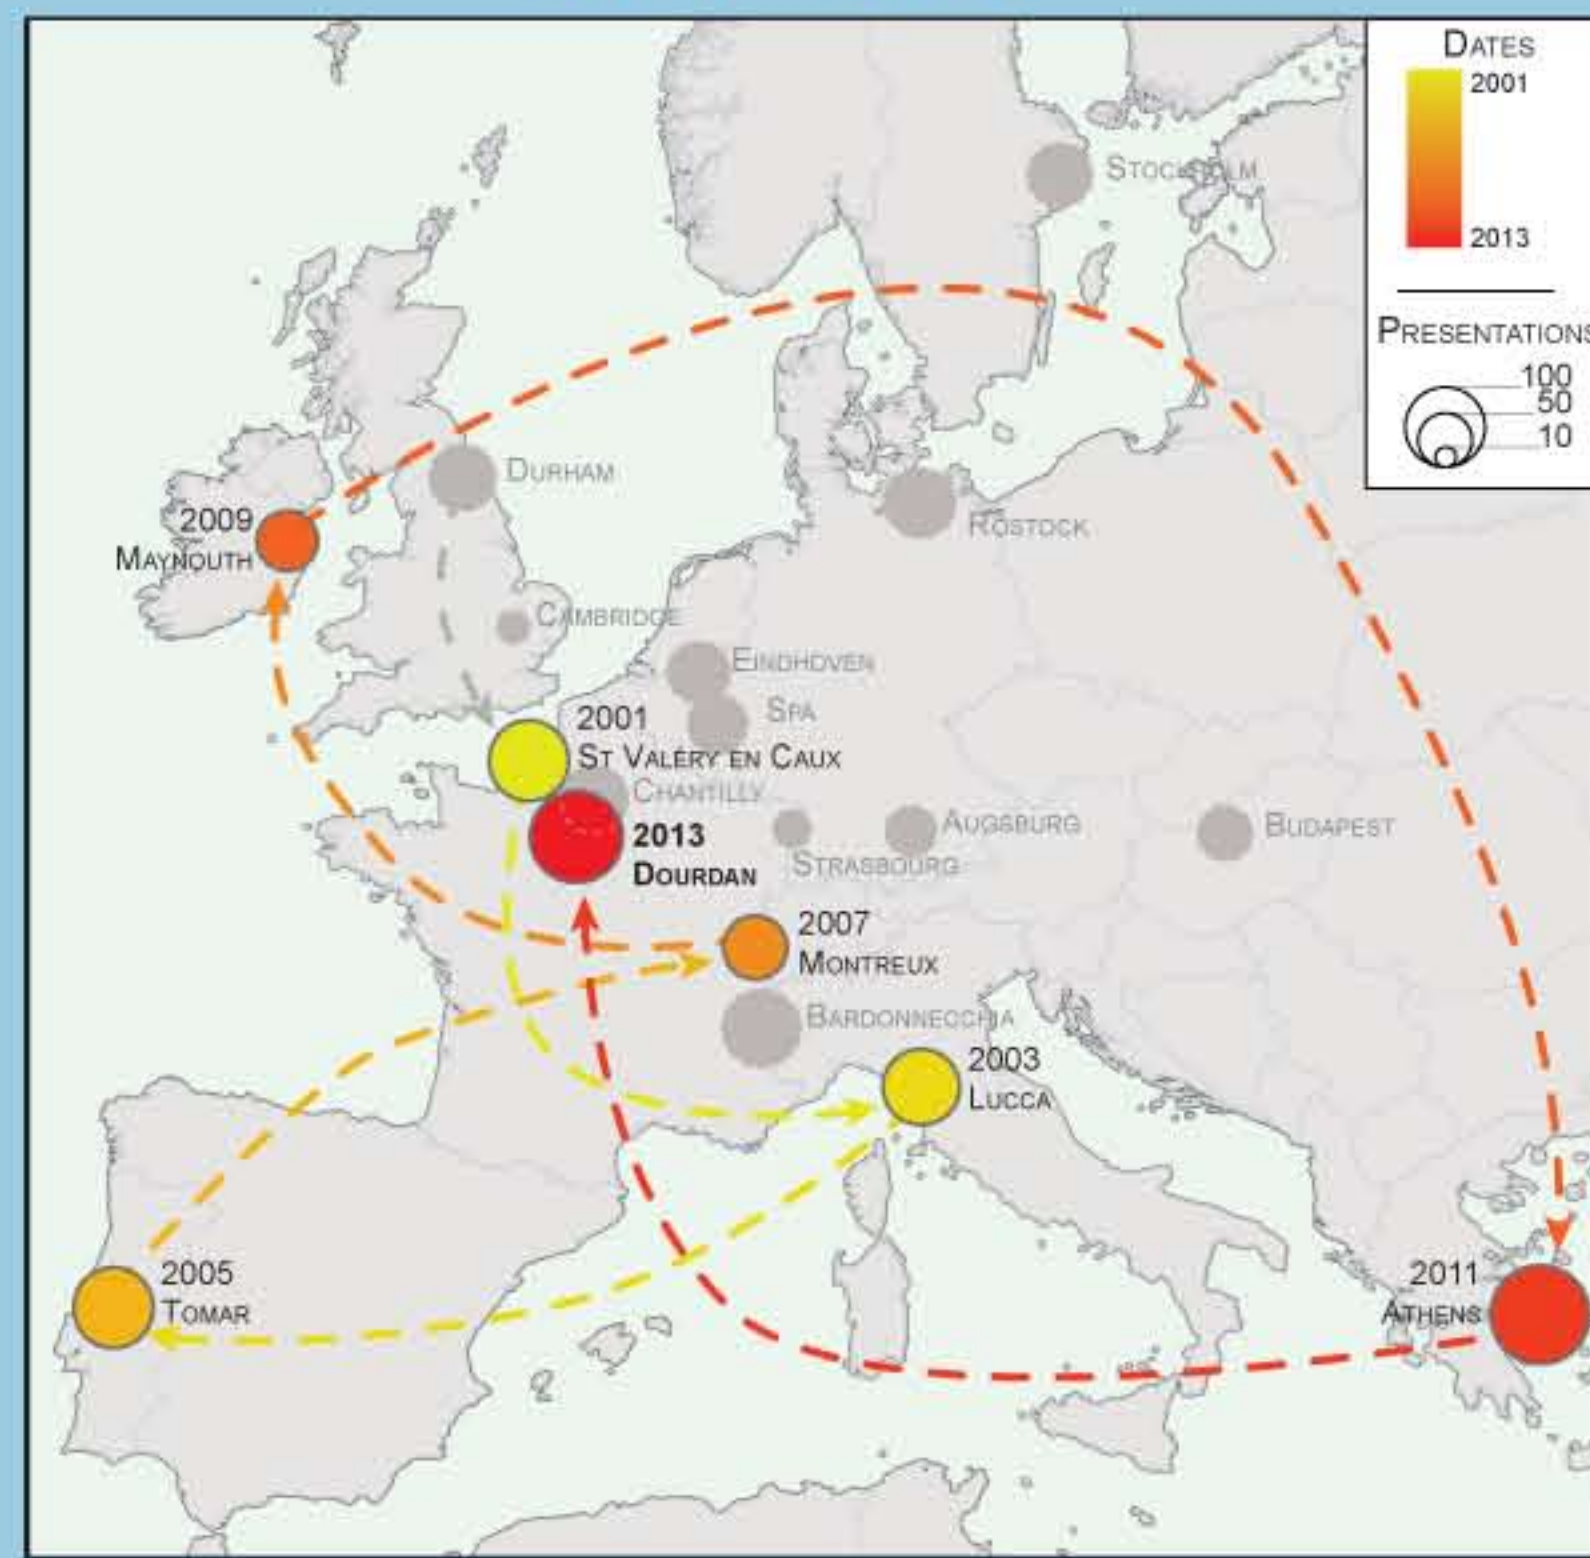 DATES
2001
2013
PRESENTATIONS
100
50
10
STOCKHOLM
DURHAM
2009
MAYNOUTH
ROSTOCK
CAMBRIDGE
EINDHOVEN
SPA
2001
ST VALÉRY EN CAUX
CHANTILLY
2013
DOURDAN
AUGSBURG
BUDAPEST
STRASBOURG
2007
MONTREUX
BARDONNECCHIA
2003
LUCCA
2005
TOMAR
2011
ATHENS